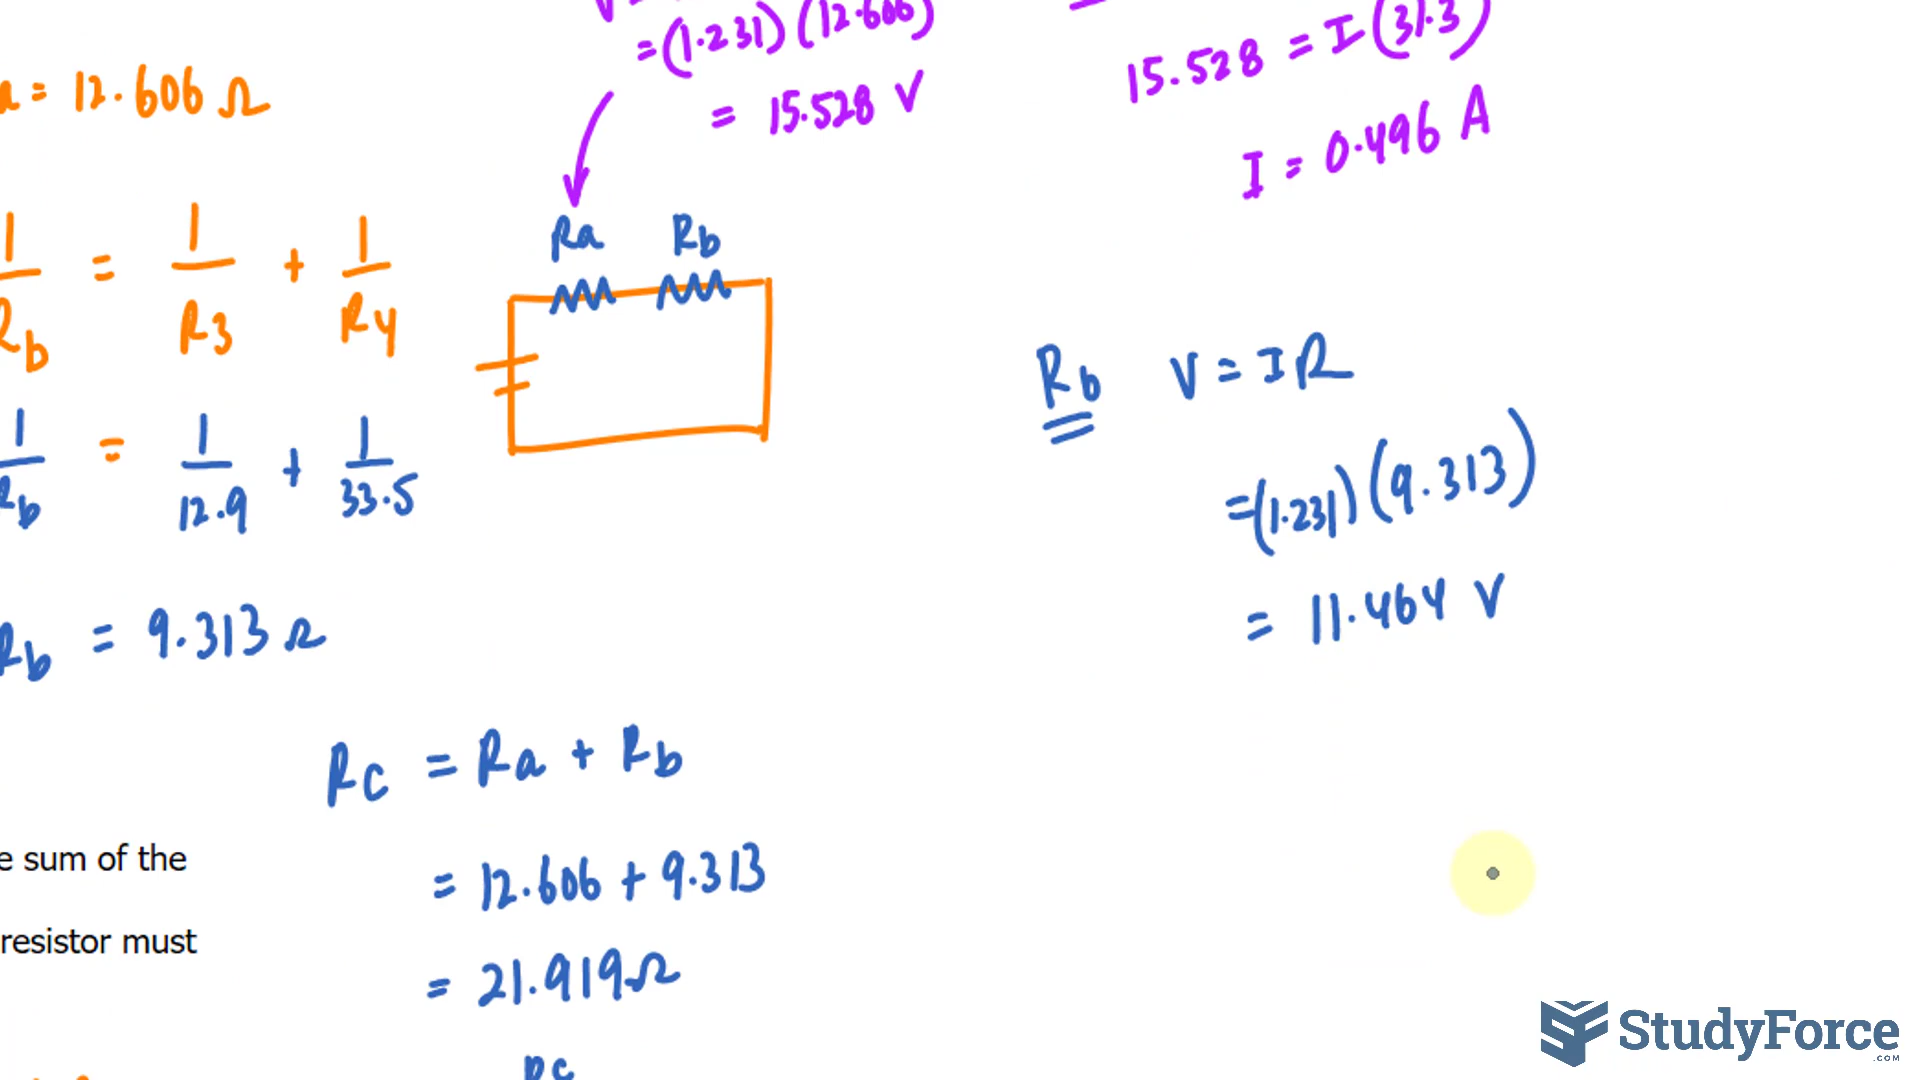 = (1.231) (12.606)
= 15.528 V
15.528 = I (31.3)
I = 0.496 A
a = 12.606 Ω
1/Rb = 1/R3 + 1/R4
1/Rb = 1/12.9 + 1/33.5
Rb = 9.313 Ω
Ra Rb
Rb V = IR
= (1.231) (9.313)
= 11.464 V
Rc = Ra + Rb
= 12.606 + 9.313
= 21.919 Ω
e sum of the
resistor must
StudyForce
.COM